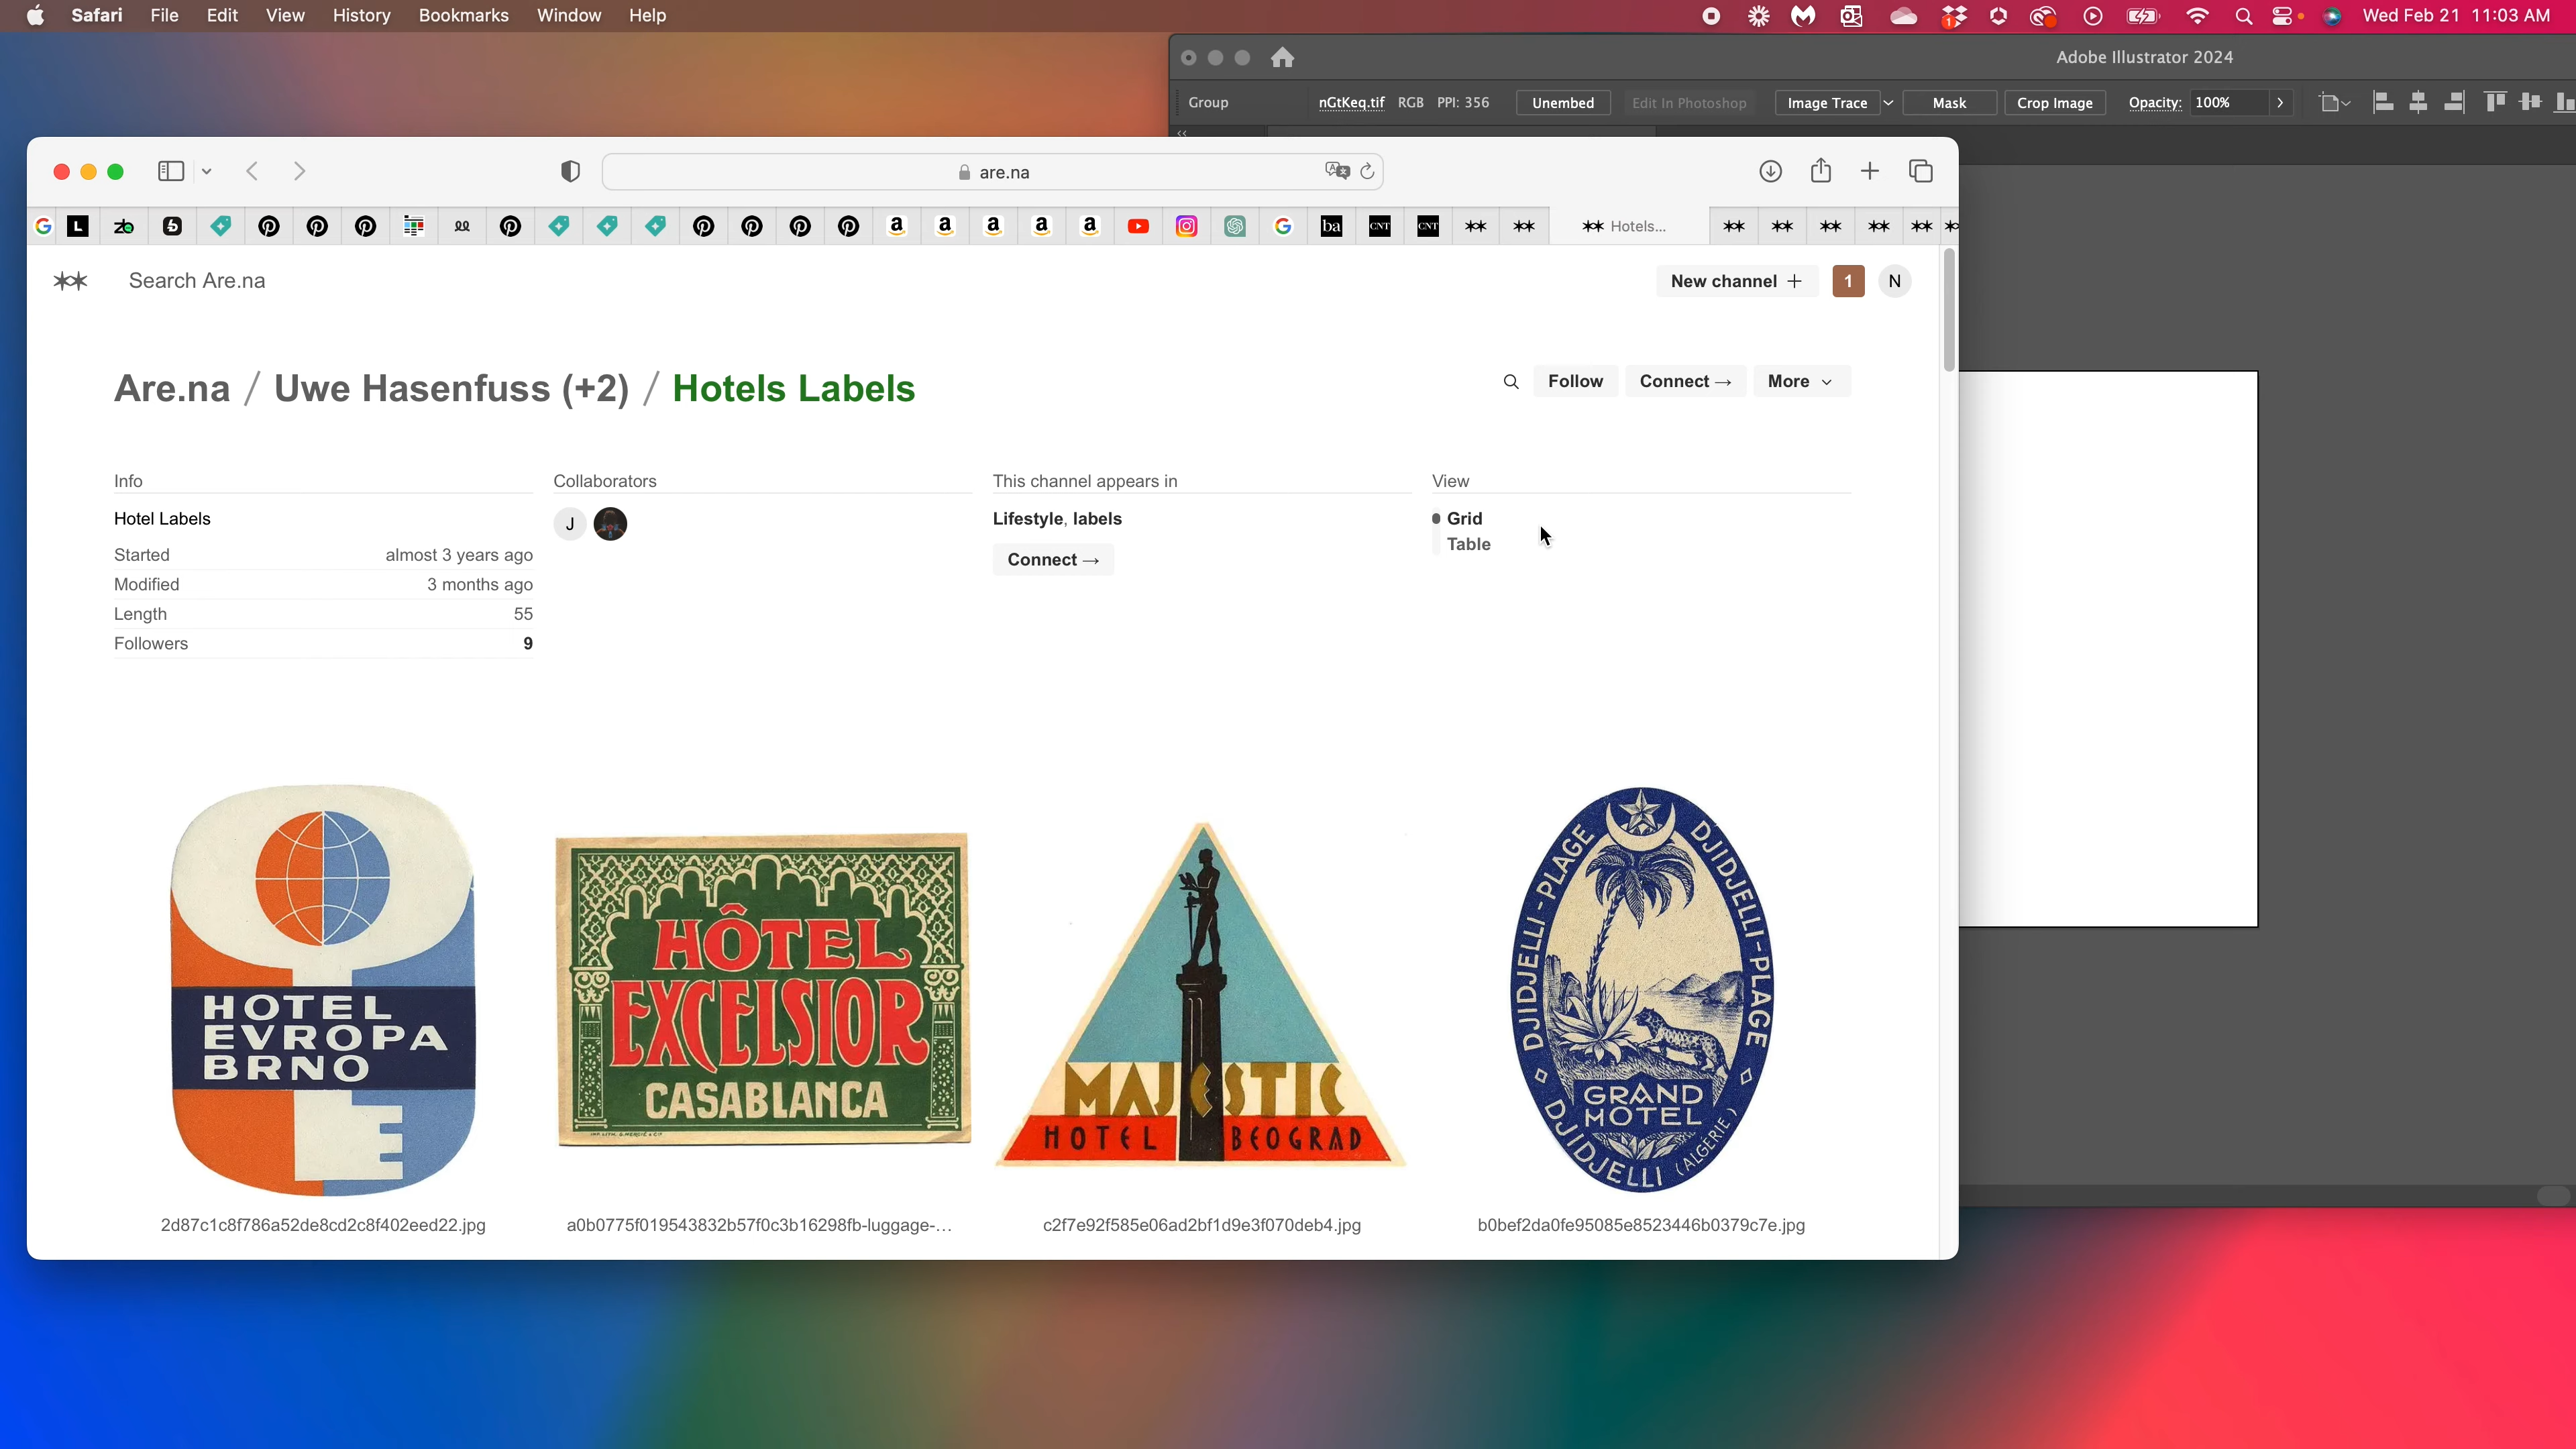 Safari File Edit View History Bookmarks Window Help
Wed Feb 21 11:03 AM
Adobe Illustrator 2024
Group nGtKeq.tif RGB PPI: 356 Unembed Edit In Photoshop Image Trace Mask Crop Image Opacity: 100%
are.na
L
ba
CNT
CNT
Hotels...
Search Are.na
New channel +
1
N
Are.na / Uwe Hasenfuss (+2) / Hotels Labels
Follow
Connect →
More
Info
Hotel Labels
Started almost 3 years ago
Modified 3 months ago
Length 55
Followers 9
Collaborators
J
This channel appears in
Lifestyle, labels
Connect →
View
Grid
Table
HOTEL
EVROPA
BRNO
2d87c1c8f786a52de8cd2c8f402eed22.jpg
HÔTEL
EXCELSIOR
CASABLANCA
a0b0775f019543832b57f0c3b16298fb-luggage-...
MAJESTIC
HOTEL BEOGRAD
c2f7e92f585e06ad2bf1d9e3f070deb4.jpg
DJIDJELLI-PLAGE
DJIDJELLI-PLAGE
GRAND
HOTEL
DJIDJELLI (ALGÉRIE)
b0bef2da0fe95085e8523446b0379c7e.jpg